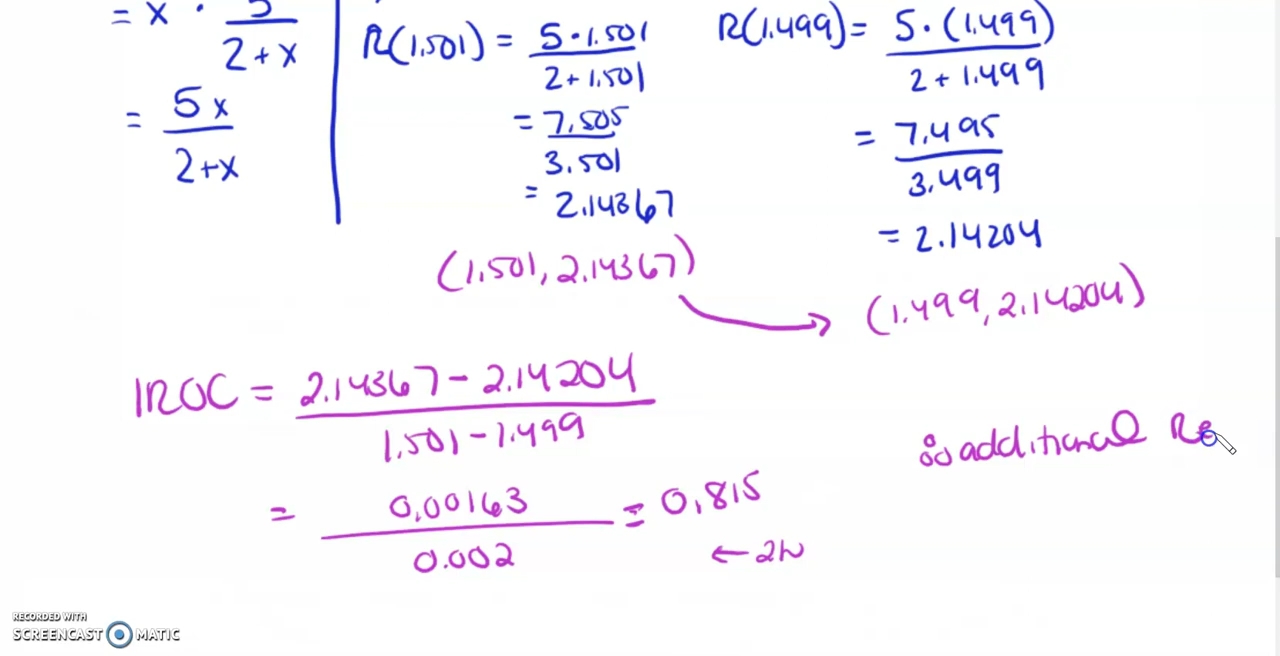 = x · 5 / 2+x
= 5x / 2+x
R(1.501) = 5·1.501 / 2+1.501
= 7.505 / 3.501
= 2.14367
(1.501, 2.14367)
R(1.499) = 5·(1.499) / 2+1.499
= 7.495 / 3.499
= 2.14204
(1.499, 2.14204)
IROC = 2.14367 - 2.14204 / 1.501 - 1.499
= 0.00163 / 0.002 = 0.815
← 2h
∴ additional Re
RECORDED WITH
SCREENCAST MATIC